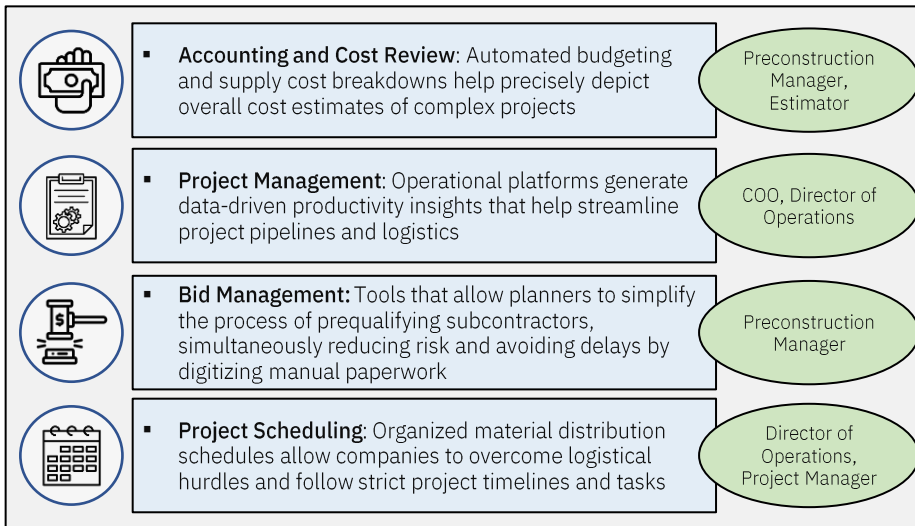 ▪ Accounting and Cost Review: Automated budgeting
and supply cost breakdowns help precisely depict
overall cost estimates of complex projects
Preconstruction
Manager,
Estimator
▪ Project Management: Operational platforms generate
data-driven productivity insights that help streamline
project pipelines and logistics
COO, Director of
Operations
$
▪ Bid Management: Tools that allow planners to simplify
the process of prequalifying subcontractors,
simultaneously reducing risk and avoiding delays by
digitizing manual paperwork
Preconstruction
Manager
▪ Project Scheduling: Organized material distribution
schedules allow companies to overcome logistical
hurdles and follow strict project timelines and tasks
Director of
Operations,
Project Manager